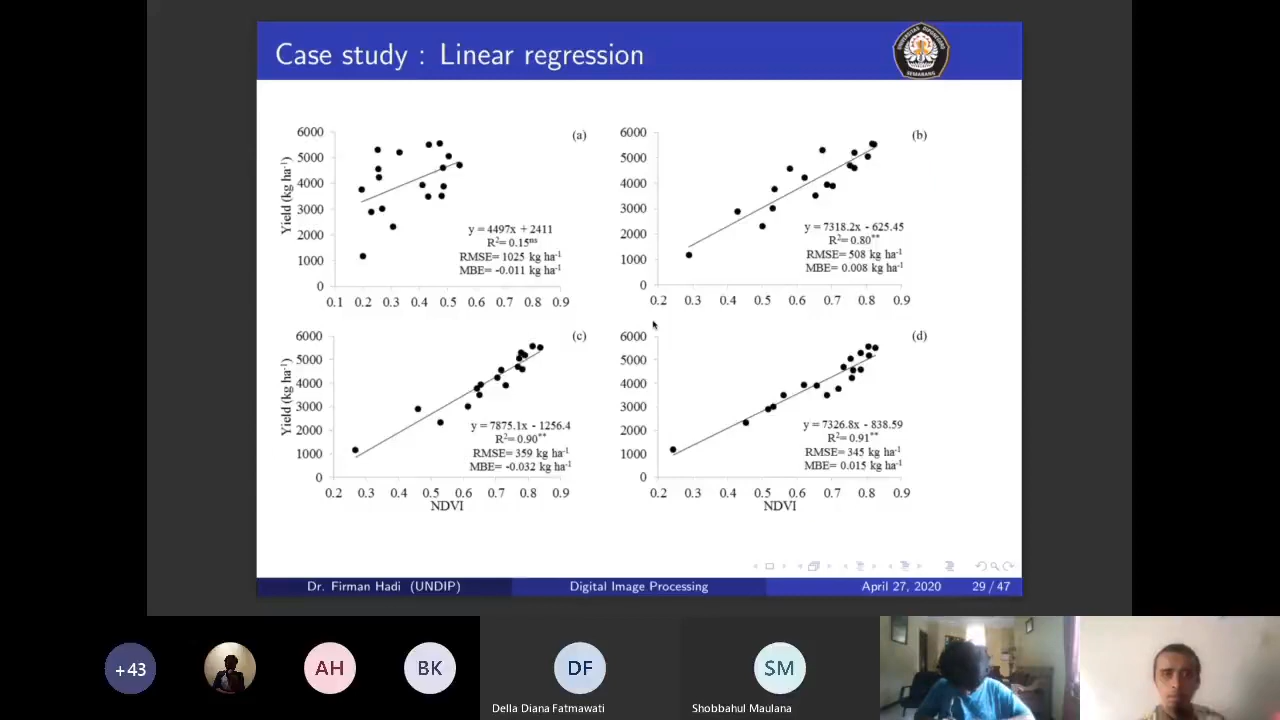 Case study : Linear regression
UNIVERSITAS DIPONEGORO
SEMARANG
(a)
Yield (kg ha-1)
6000
5000
4000
3000
2000
1000
0
y = 4497x + 2411
R2= 0.15ns
RMSE= 1025 kg ha-1
MBE= -0.011 kg ha-1
0.1 0.2 0.3 0.4 0.5 0.6 0.7 0.8 0.9
(b)
6000
5000
4000
3000
2000
1000
0
y = 7318.2x - 625.45
R2= 0.80**
RMSE= 508 kg ha-1
MBE= 0.008 kg ha-1
0.2 0.3 0.4 0.5 0.6 0.7 0.8 0.9
(c)
Yield (kg ha-1)
6000
5000
4000
3000
2000
1000
0
y = 7875.1x - 1256.4
R2= 0.90**
RMSE= 359 kg ha-1
MBE= -0.032 kg ha-1
0.2 0.3 0.4 0.5 0.6 0.7 0.8 0.9
NDVI
(d)
6000
5000
4000
3000
2000
1000
0
y = 7326.8x - 838.59
R2= 0.91**
RMSE= 345 kg ha-1
MBE= 0.015 kg ha-1
0.2 0.3 0.4 0.5 0.6 0.7 0.8 0.9
NDVI
Dr. Firman Hadi (UNDIP) Digital Image Processing April 27, 2020 29 / 47
+43 AH BK DF SM
Della Diana Fatmawati Shobbahul Maulana